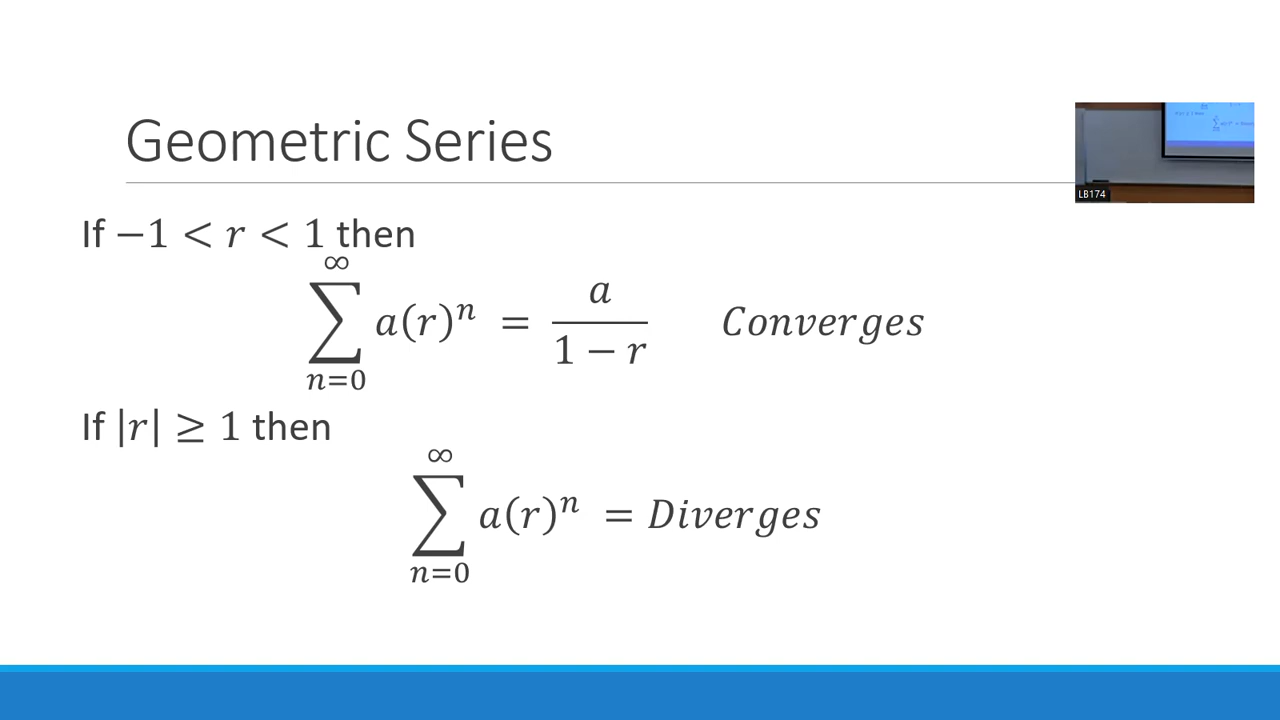 Geometric Series
LB174
If −1 < r < 1 then
∞
∑ a(r)ⁿ = a/(1 − r) Converges
n=0
If |r| ≥ 1 then
∞
∑ a(r)ⁿ = Diverges
n=0